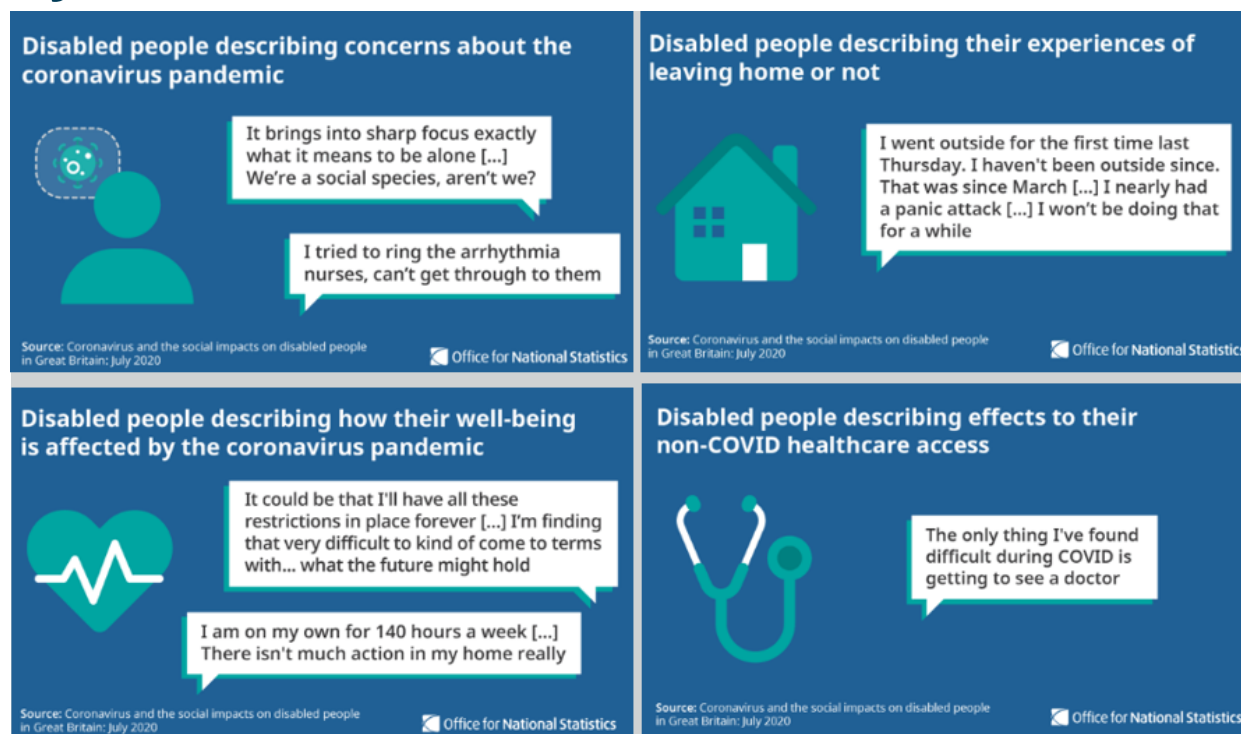 Disabled people describing concerns about the
coronavirus pandemic
It brings into sharp focus exactly
what it means to be alone [...]
We're a social species, aren't we?
I tried to ring the arrhythmia
nurses, can't get through to them
Source: Coronavirus and the social impacts on disabled people
in Great Britain: July 2020
Office for National Statistics
Disabled people describing their experiences of
leaving home or not
I went outside for the first time last
Thursday. I haven't been outside since.
That was since March [...] I nearly had
a panic attack [...] I won't be doing that
for a while
Source: Coronavirus and the social impacts on disabled people
in Great Britain: July 2020
Office for National Statistics
Disabled people describing how their well-being
is affected by the coronavirus pandemic
It could be that I'll have all these
restrictions in place forever [...] I'm finding
that very difficult to kind of come to terms
with... what the future might hold
I am on my own for 140 hours a week [...]
There isn't much action in my home really
Source: Coronavirus and the social impacts on disabled people
in Great Britain: July 2020
Office for National Statistics
Disabled people describing effects to their
non-COVID healthcare access
The only thing I've found
difficult during COVID is
getting to see a doctor
Source: Coronavirus and the social impacts on disabled people
in Great Britain: July 2020
Office for National Statistics